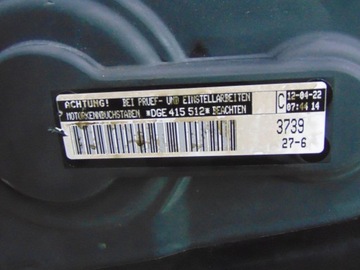 ACHTUNG! BEI PRUEF- UND EINSTELLARBEITEN
MOTORKENNBUCHSTABEN *DGE 415 512* BEACHTEN
C 12-04-22
07:44 14
3739
27-6